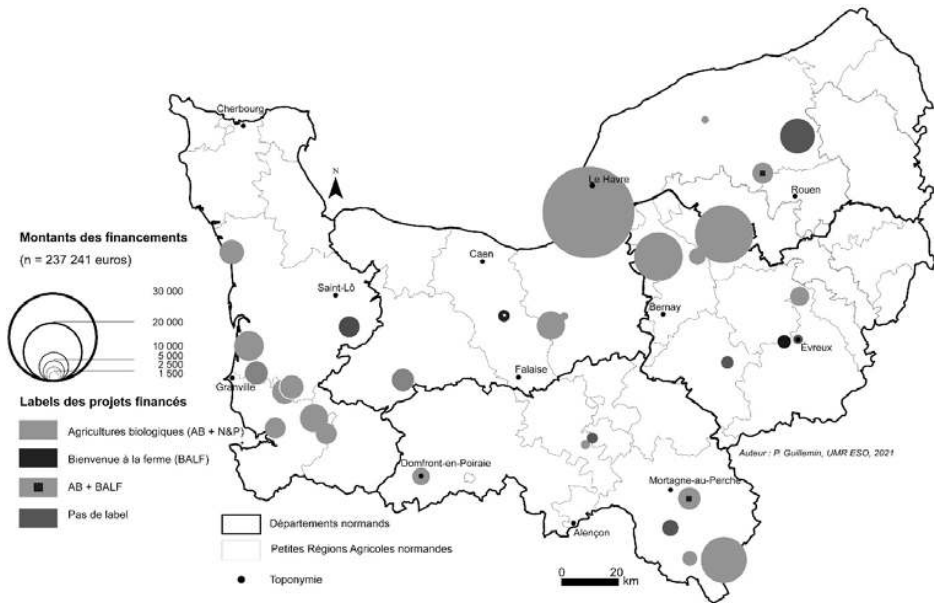 Cherbourg
N
Le Havre
Rouen
Montants des financements
(n = 237 241 euros)
Caen
Saint-Lô
Bernay
30 000
20 000
10 000
5 000
2 500
1 500
Évreux
Falaise
Granville
Labels des projets financés
Agricultures biologiques (AB + N&P)
Bienvenue à la ferme (BALF)
AB + BALF
Pas de label
Auteur : P. Guillemin, UMR ESO, 2021
Domfront-en-Poiraie
Mortagne-au-Perche
Alençon
Départements normands
Petites Régions Agricoles normandes
Toponymie
0 20
km